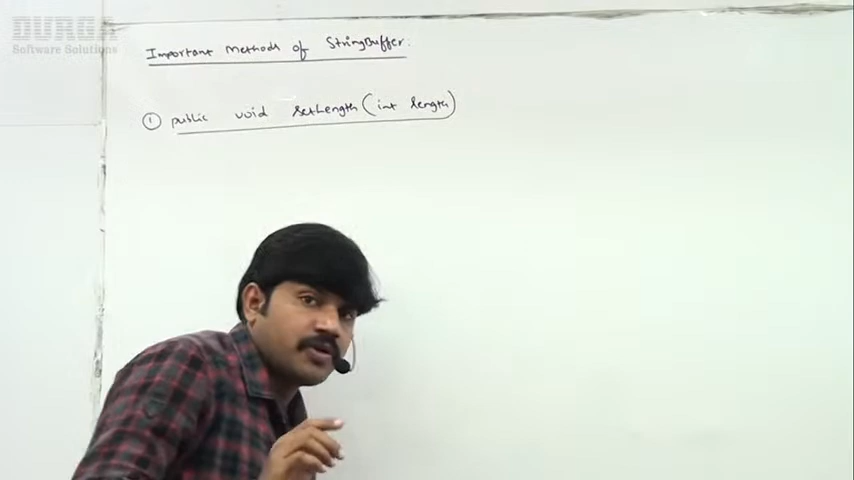 DURGA
Software Solutions
Important Methods of StringBuffer:
① public void setLength(int length)